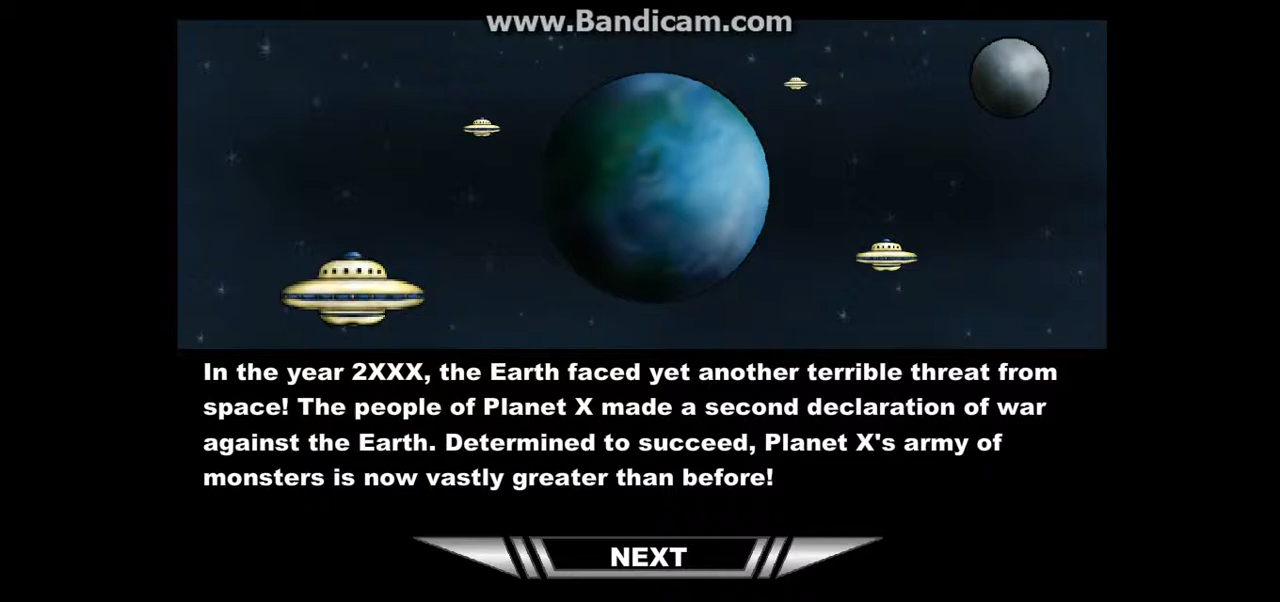 www.Bandicam.com
In the year 2XXX, the Earth faced yet another terrible threat from
space! The people of Planet X made a second declaration of war
against the Earth. Determined to succeed, Planet X's army of
monsters is now vastly greater than before!
NEXT